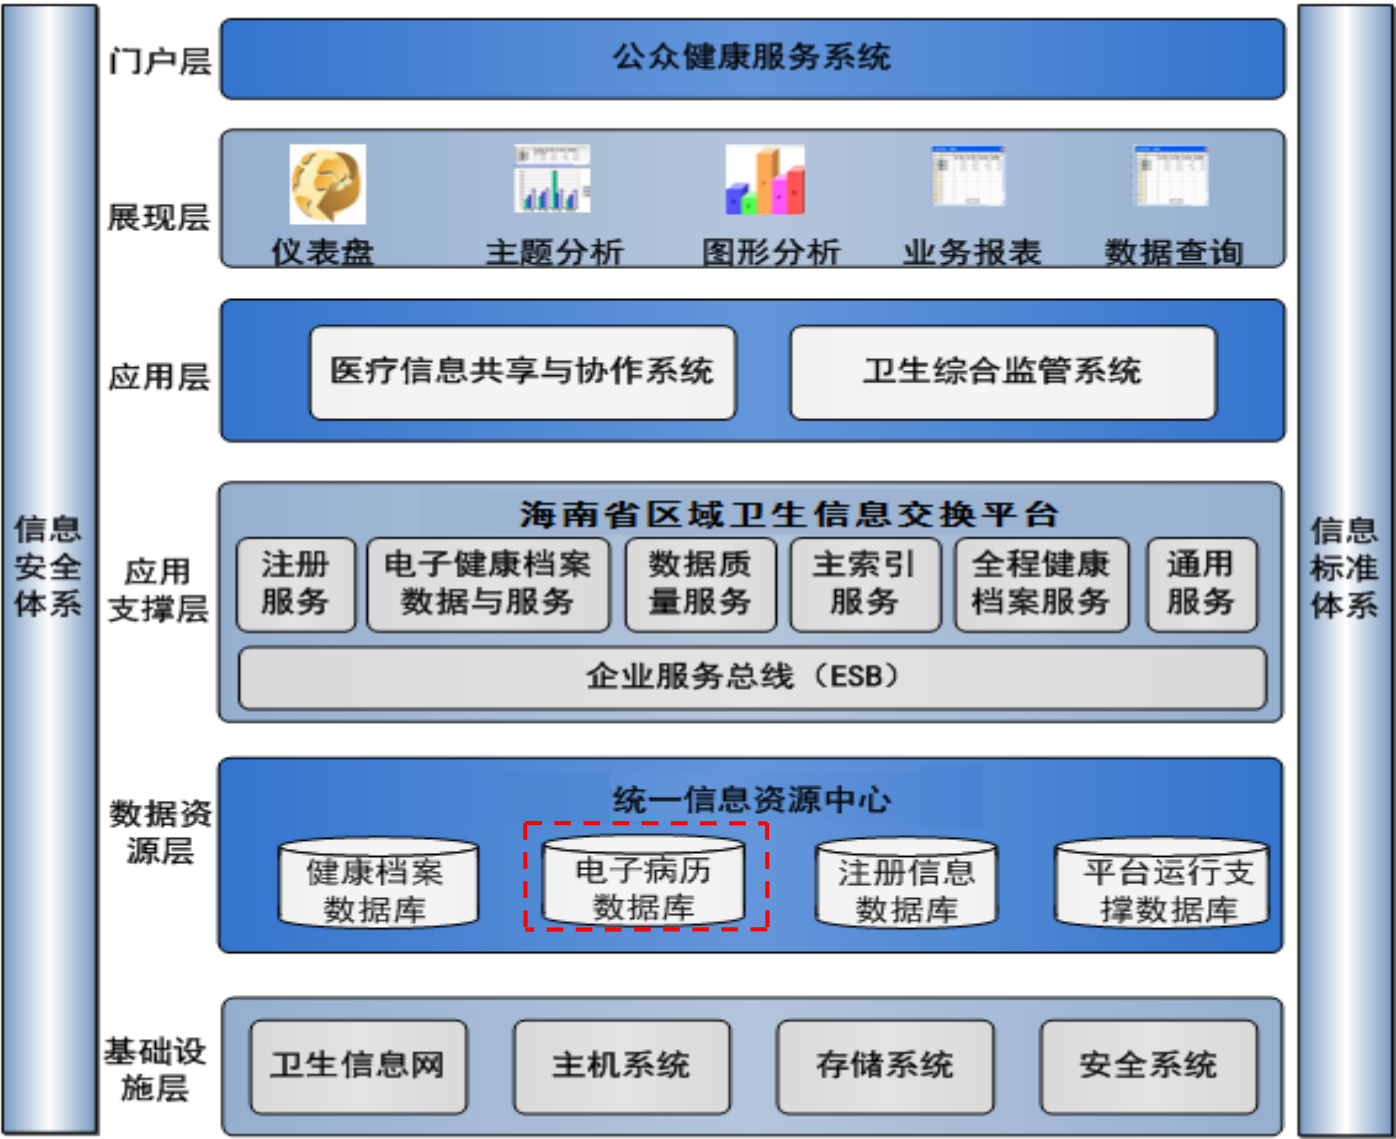 门户层
公众健康服务系统
展现层
仪表盘
主题分析
图形分析
业务报表
数据查询
应用层
医疗信息共享与协作系统
卫生综合监管系统
信息
安全
体系
应用
支撑层
海南省区域卫生信息交换平台
注册
服务
电子健康档案
数据与服务
数据质
量服务
主索引
服务
全程健康
档案服务
通用
服务
企业服务总线（ESB）
信息
标准
体系
数据资
源层
统一信息资源中心
健康档案
数据库
电子病历
数据库
注册信息
数据库
平台运行支
撑数据库
基础设
施层
卫生信息网
主机系统
存储系统
安全系统